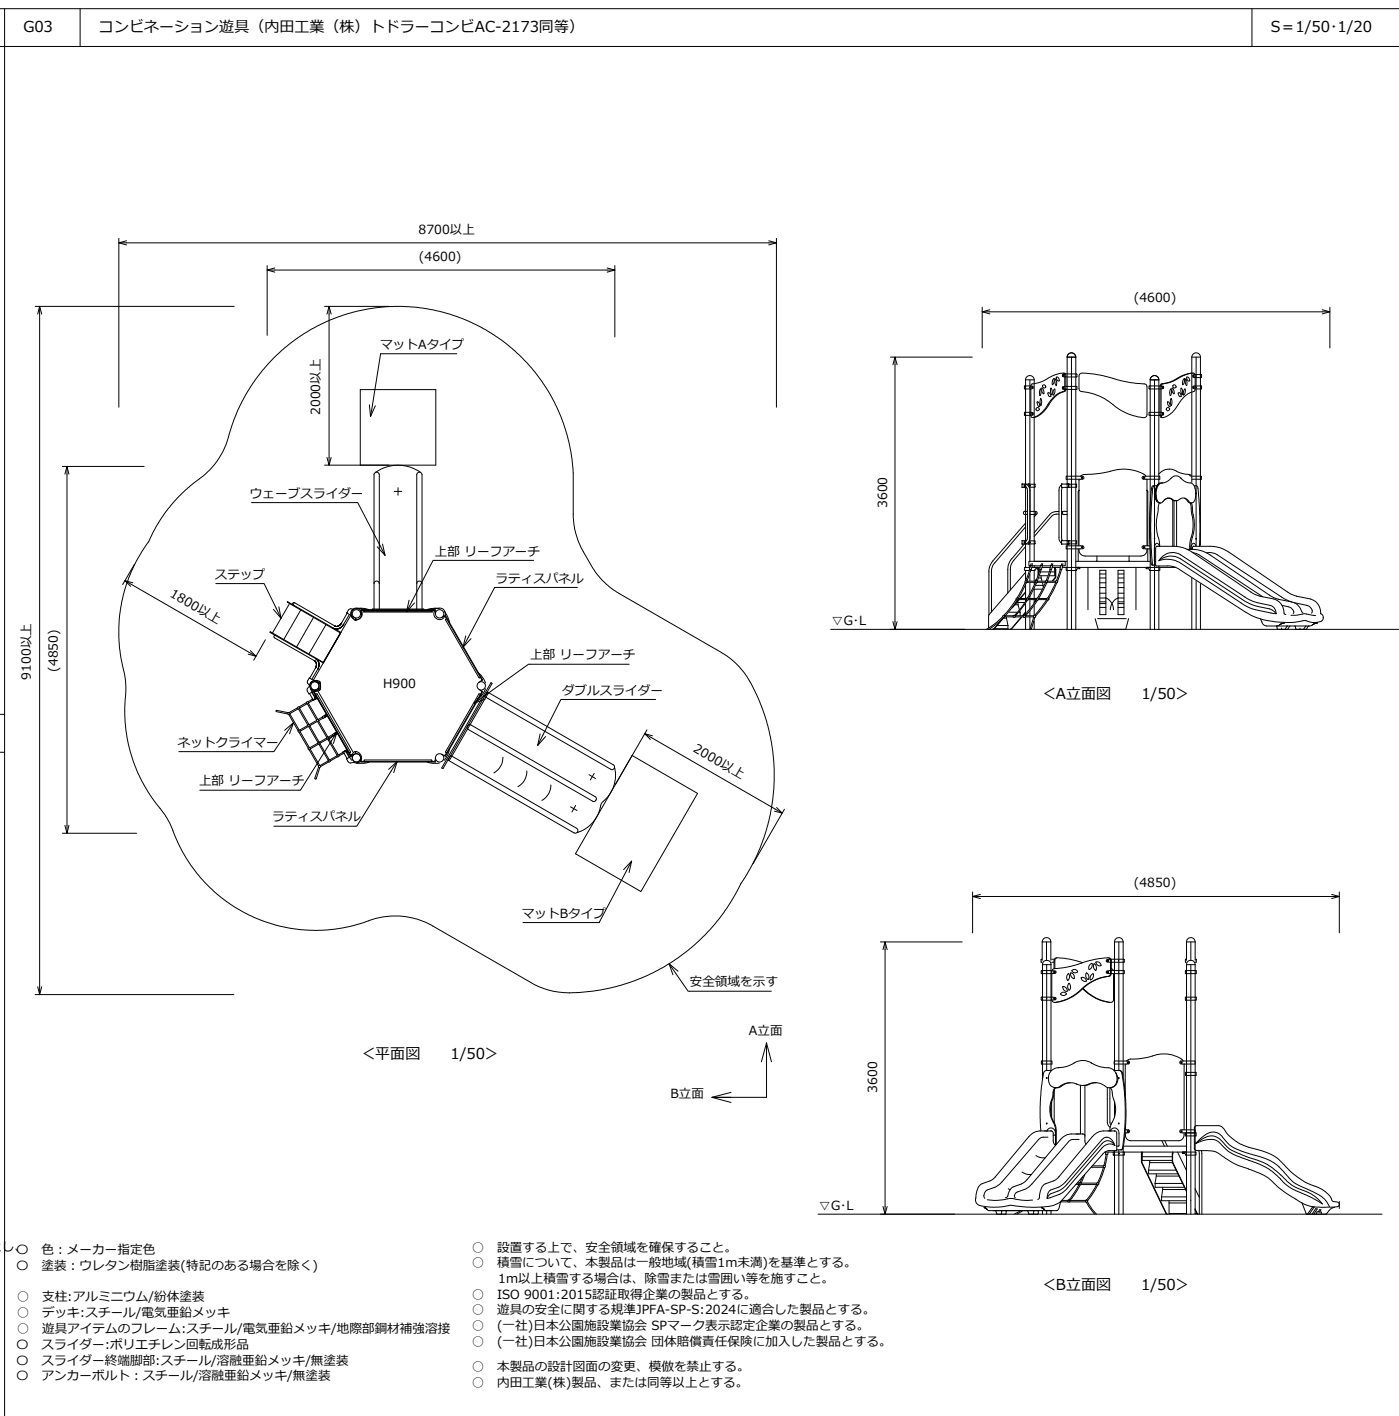 G03
コンビネーション遊具（内田工業（株）トドラーコンビAC-2173同等）
S=1/50･1/20
8700以上
(4600)
2000以上
マットAタイプ
ウェーブスライダー
上部 リーフアーチ
ラティスパネル
ステップ
1800以上
9100以上
(4850)
H900
上部 リーフアーチ
ダブルスライダー
2000以上
ネットクライマー
上部 リーフアーチ
ラティスパネル
マットBタイプ
安全領域を示す
＜平面図　1/50＞
A立面
B立面
(4600)
3600
▽G･L
＜A立面図　1/50＞
(4850)
3600
▽G･L
＜B立面図　1/50＞
○ 色：メーカー指定色
○ 塗装：ウレタン樹脂塗装(特記のある場合を除く)
○ 支柱:アルミニウム/紛体塗装
○ デッキ:スチール/電気亜鉛メッキ
○ 遊具アイテムのフレーム:スチール/電気亜鉛メッキ/地際部鋼材補強溶接
○ スライダー:ポリエチレン回転成形品
○ スライダー終端脚部:スチール/溶融亜鉛メッキ/無塗装
○ アンカーボルト：スチール/溶融亜鉛メッキ/無塗装
○ 設置する上で、安全領域を確保すること。
○ 積雪について、本製品は一般地域(積雪1m未満)を基準とする。
1m以上積雪する場合は、除雪または雪囲い等を施すこと。
○ ISO 9001:2015認証取得企業の製品とする。
○ 遊具の安全に関する規準JPFA-SP-S:2024に適合した製品とする。
○ (一社)日本公園施設業協会 SPマーク表示認定企業の製品とする。
○ (一社)日本公園施設業協会 団体賠償責任保険に加入した製品とする。
○ 本製品の設計図面の変更、模倣を禁止する。
○ 内田工業(株)製品、または同等以上とする。